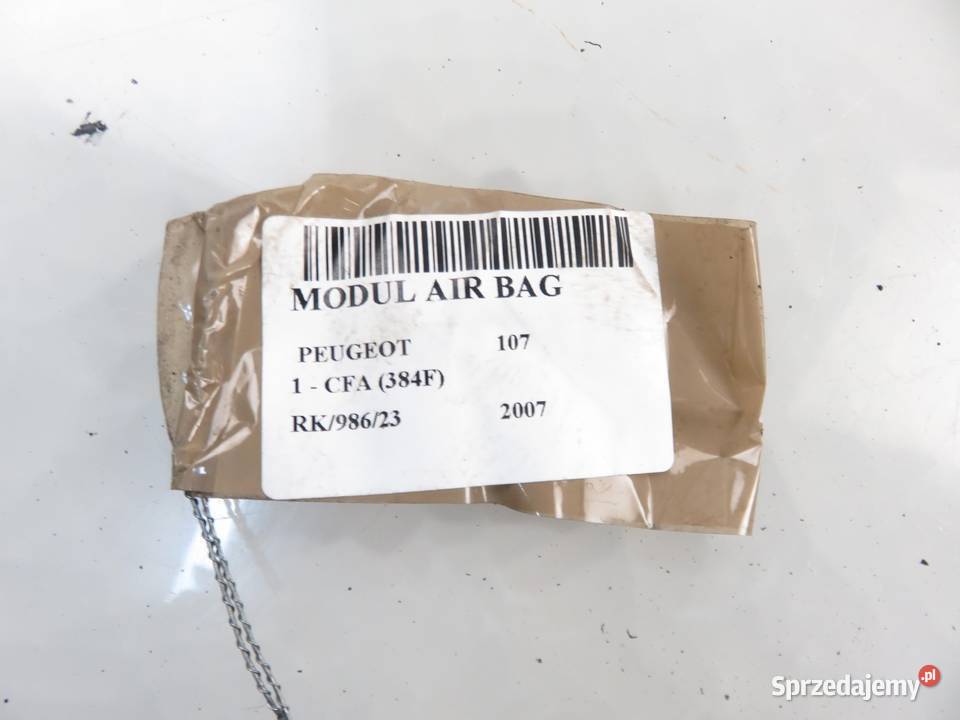 MODUL AIR BAG
PEUGEOT 107
1 - CFA (384F)
RK/986/23 2007
Sprzedajemy.pl